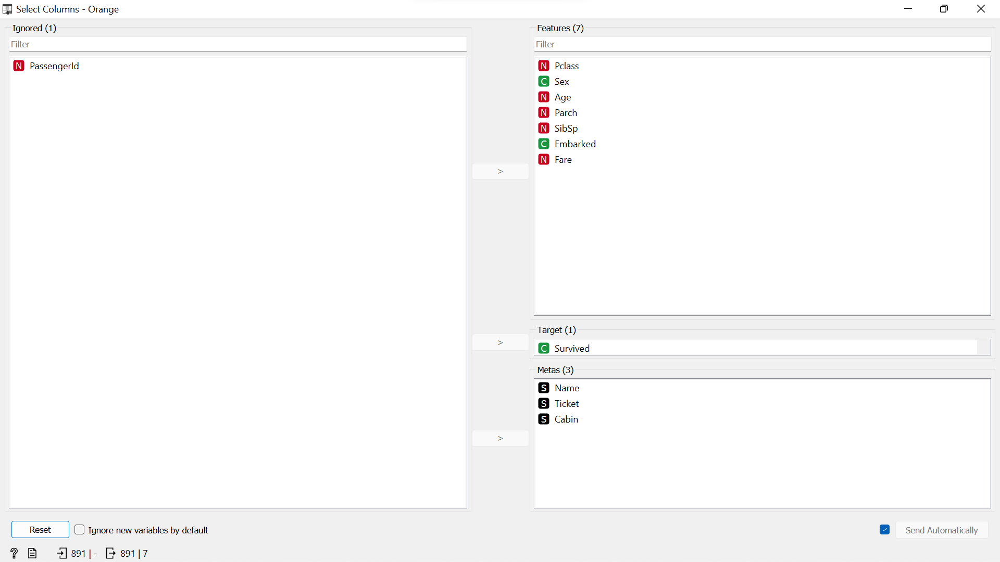 Select Columns - Orange
Ignored (1)
Filter
N PassengerId
>
>
>
Features (7)
Filter
N Pclass
C Sex
N Age
N Parch
N SibSp
C Embarked
N Fare
Target (1)
C Survived
Metas (3)
S Name
S Ticket
S Cabin
Reset Ignore new variables by default Send Automatically
? 891 | - 891 | 7